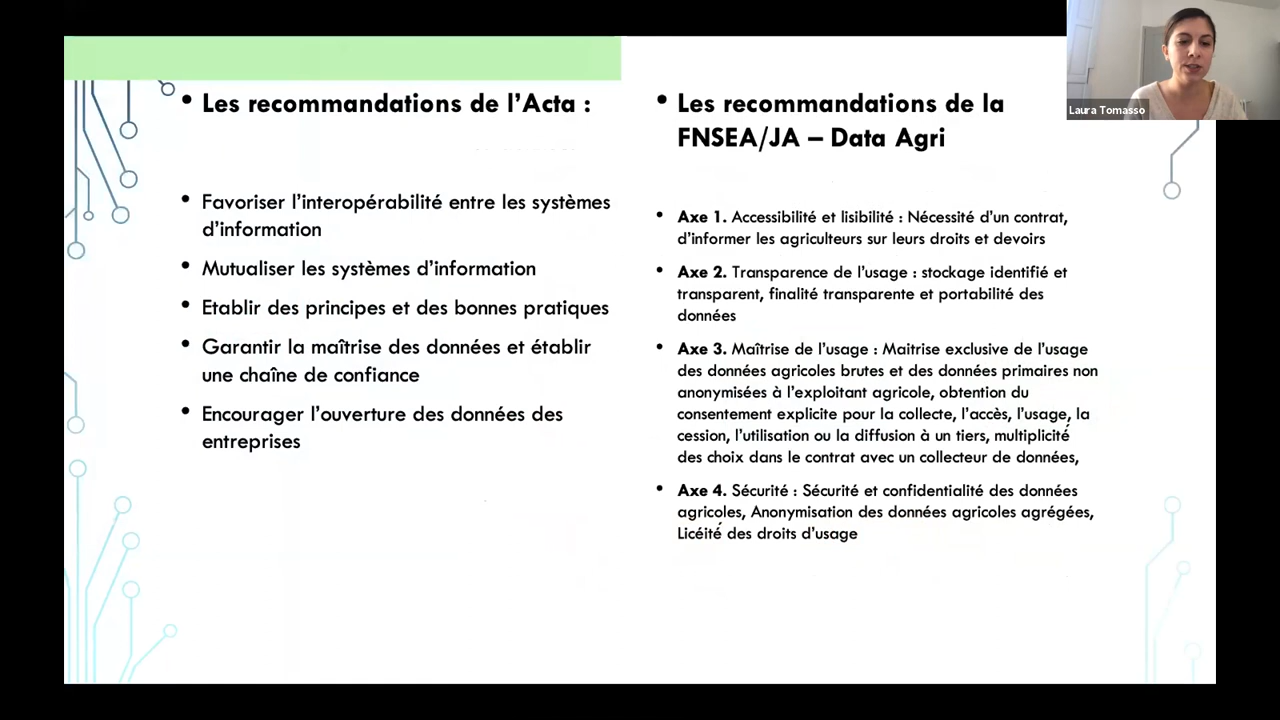 • Les recommandations de l'Acta :
• Favoriser l'interopérabilité entre les systèmes
d'information
• Mutualiser les systèmes d'information
• Etablir des principes et des bonnes pratiques
• Garantir la maîtrise des données et établir
une chaîne de confiance
• Encourager l'ouverture des données des
entreprises
• Les recommandations de la
FNSEA/JA – Data Agri
• Axe 1. Accessibilité et lisibilité : Nécessité d'un contrat,
d'informer les agriculteurs sur leurs droits et devoirs
• Axe 2. Transparence de l'usage : stockage identifié et
transparent, finalité transparente et portabilité des
données
• Axe 3. Maîtrise de l'usage : Maitrise exclusive de l'usage
des données agricoles brutes et des données primaires non
anonymisées à l'exploitant agricole, obtention du
consentement explicite pour la collecte, l'accès, l'usage, la
cession, l'utilisation ou la diffusion à un tiers, multiplicité
des choix dans le contrat avec un collecteur de données,
• Axe 4. Sécurité : Sécurité et confidentialité des données
agricoles, Anonymisation des données agricoles agrégées,
Licéité des droits d'usage
Laura Tomasso